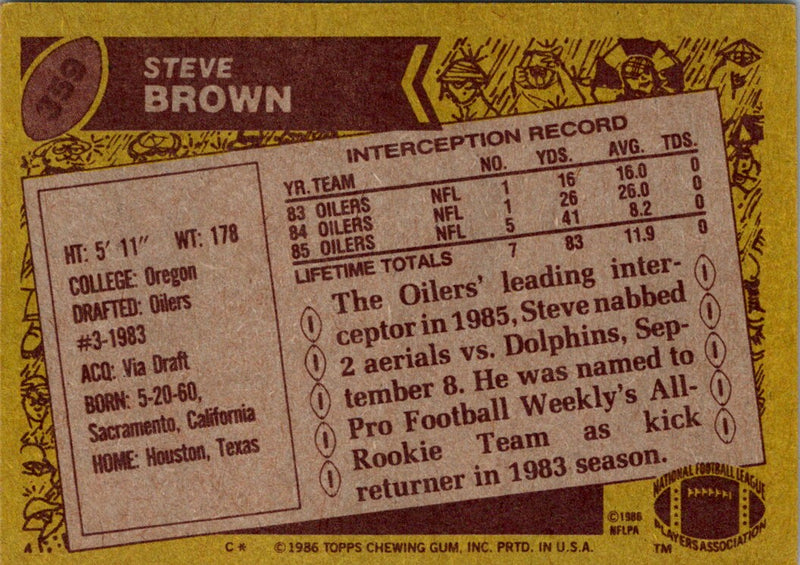 359
STEVE
BROWN
HT: 5' 11" WT: 178
COLLEGE: Oregon
DRAFTED: Oilers
#3-1983
ACQ: Via Draft
BORN: 5-20-60,
Sacramento, California
HOME: Houston, Texas
INTERCEPTION RECORD
YR. TEAM NO. YDS. AVG. TDS.
83 OILERS NFL 1 16 16.0 0
84 OILERS NFL 1 26 26.0 0
85 OILERS NFL 5 41 8.2 0
LIFETIME TOTALS 7 83 11.9 0
The Oilers' leading inter-
ceptor in 1985, Steve nabbed
2 aerials vs. Dolphins, Sep-
tember 8. He was named to
Pro Football Weekly's All-
Rookie Team as kick
returner in 1983 season.
©1986
NFLPA
NATIONAL FOOTBALL LEAGUE
PLAYERS ASSOCIATION
TM
4 C* ©1986 TOPPS CHEWING GUM, INC. PRTD. IN U.S.A.